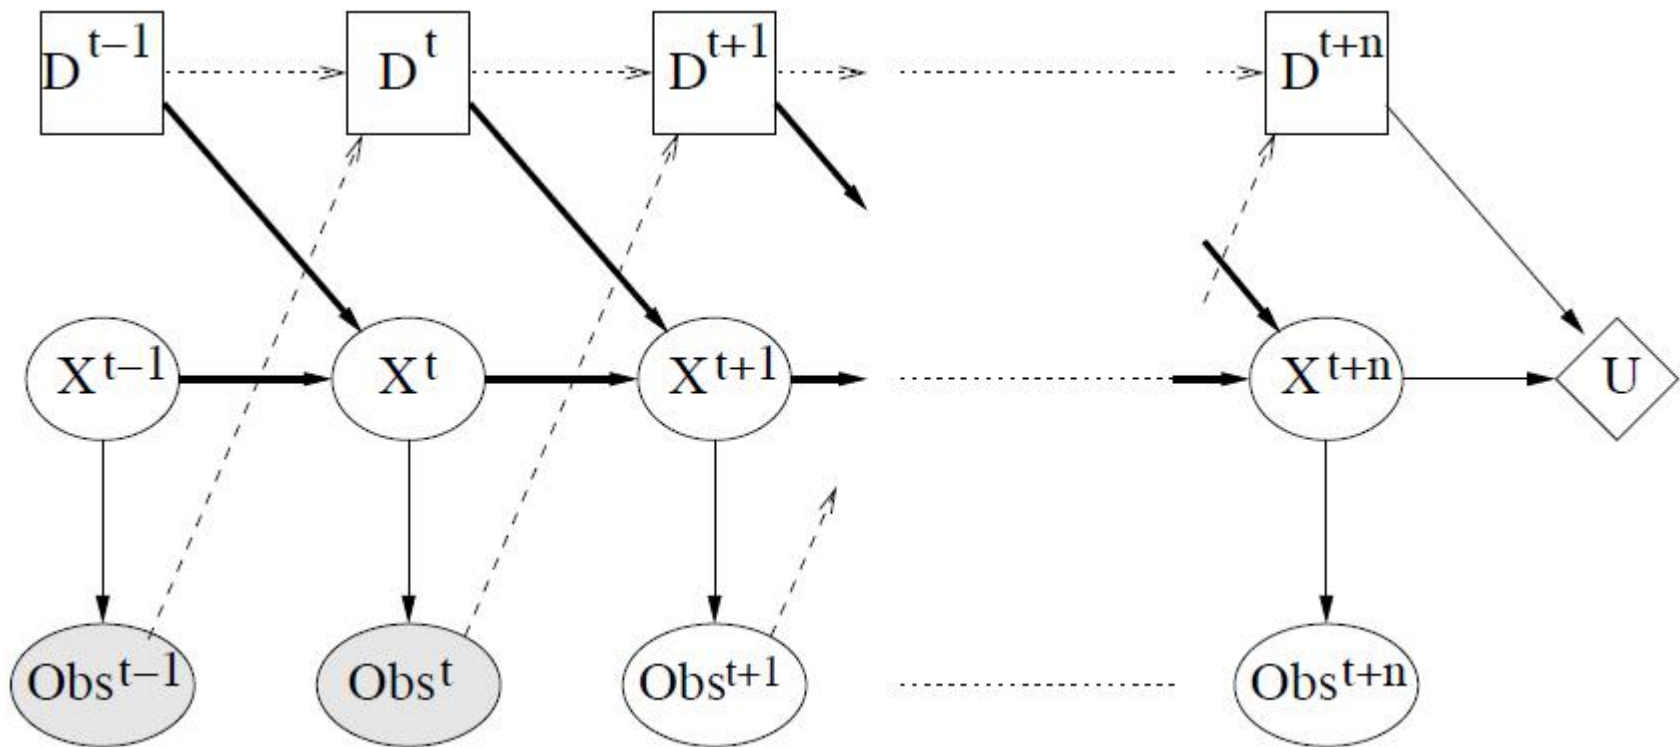 D^t−1 D^t D^t+1 D^t+n
X^t−1 X^t X^t+1 X^t+n U
Obs^t−1 Obs^t Obs^t+1 Obs^t+n